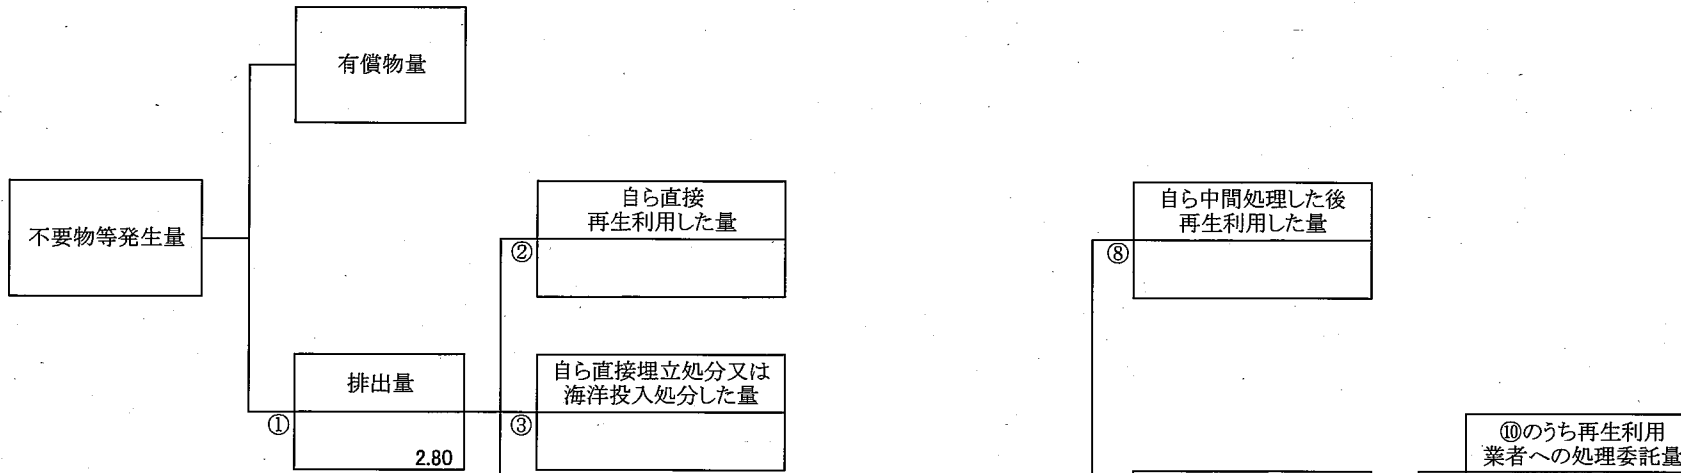 有償物量
不要物等発生量
自ら直接
再生利用した量
②
自ら中間処理した後
再生利用した量
⑧
排出量
①
2.80
自ら直接埋立処分又は
海洋投入処分した量
③
⑩のうち再生利用
業者への処理委託量